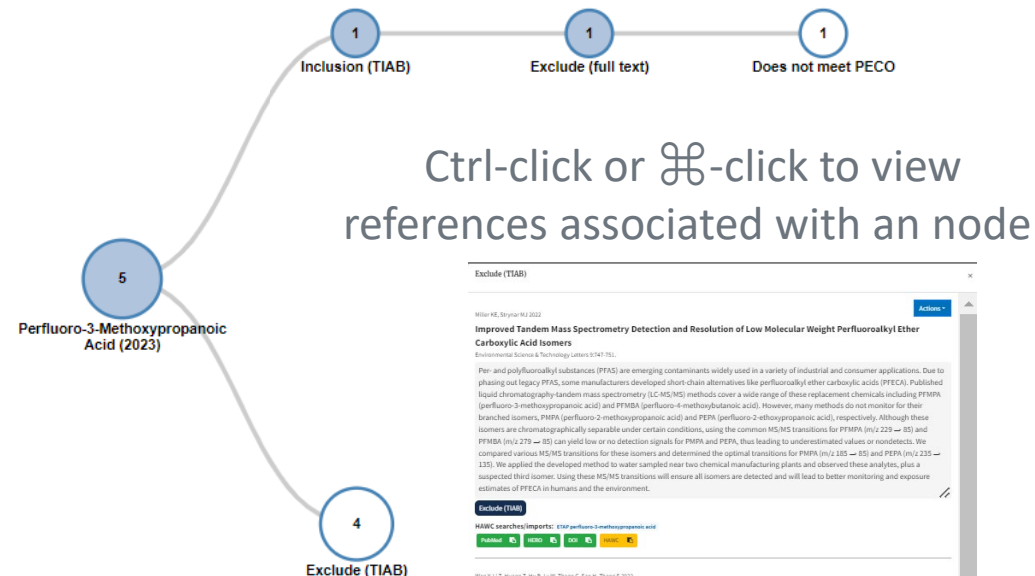 1
1
1
Inclusion (TIAB)
Exclude (full text)
Does not meet PECO
Ctrl-click or ⌘-click to view
references associated with an node
5
Perfluoro-3-Methoxypropanoic
Acid (2023)
4
Exclude (TIAB)
Exclude (TIAB)
×
Actions
Miller KE, Strynar MJ 2022
Improved Tandem Mass Spectrometry Detection and Resolution of Low Molecular Weight Perfluoroalkyl Ether
Carboxylic Acid Isomers
Environmental Science & Technology Letters 9:747-751.
Per- and polyfluoroalkyl substances (PFAS) are emerging contaminants widely used in a variety of industrial and consumer applications. Due to
phasing out legacy PFAS, some manufacturers developed short-chain alternatives like perfluoroalkyl ether carboxylic acids (PFECA). Published
liquid chromatography-tandem mass spectrometry (LC-MS/MS) methods cover a wide range of these replacement chemicals including PFMPA
(perfluoro-3-methoxypropanoic acid) and PFMBA (perfluoro-4-methoxybutanoic acid). However, many methods do not monitor for their
branched isomers, PMPA (perfluoro-2-methoxypropanoic acid) and PEPA (perfluoro-2-ethoxypropanoic acid), respectively. Although these
isomers are chromatographically separable under certain conditions, using the common MS/MS transitions for PFMPA (m/z 229 → 85) and
PFMBA (m/z 279 → 85) can yield low or no detection signals for PMPA and PEPA, thus leading to underestimated values or nondetects. We
compared various MS/MS transitions for these isomers and determined the optimal transitions for PMPA (m/z 185 → 85) and PEPA (m/z 235 →
135). We applied the developed method to water sampled near two chemical manufacturing plants and observed these analytes, plus a
suspected third isomer. Using these MS/MS transitions will ensure all isomers are detected and will lead to better monitoring and exposure
estimates of PFECA in humans and the environment.
Exclude (TIAB)
HAWC searches/imports: ETAP perfluoro-3-methoxypropanoic acid
PubMed HERO DOI HAWC